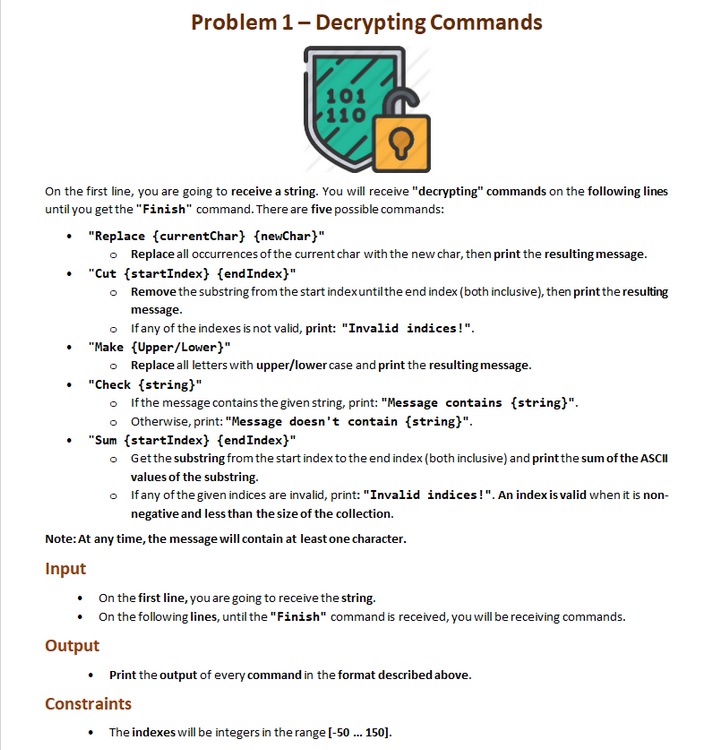 Problem 1 – Decrypting Commands
101
110
On the first line, you are going to receive a string. You will receive "decrypting" commands on the following lines
until you get the "Finish" command. There are five possible commands:
• "Replace {currentChar} {newChar}"
o Replace all occurrences of the current char with the new char, then print the resulting message.
• "Cut {startIndex} {endIndex}"
o Remove the substring from the start index until the end index (both inclusive), then print the resulting
message.
o If any of the indexes is not valid, print: "Invalid indices!".
• "Make {Upper/Lower}"
o Replace all letters with upper/lower case and print the resulting message.
• "Check {string}"
o If the message contains the given string, print: "Message contains {string}".
o Otherwise, print: "Message doesn't contain {string}".
• "Sum {startIndex} {endIndex}"
o Get the substring from the start index to the end index (both inclusive) and print the sum of the ASCII
values of the substring.
o If any of the given indices are invalid, print: "Invalid indices!". An index is valid when it is non-
negative and less than the size of the collection.
Note: At any time, the message will contain at least one character.
Input
• On the first line, you are going to receive the string.
• On the following lines, until the "Finish" command is received, you will be receiving commands.
Output
• Print the output of every command in the format described above.
Constraints
• The indexes will be integers in the range [-50 … 150].